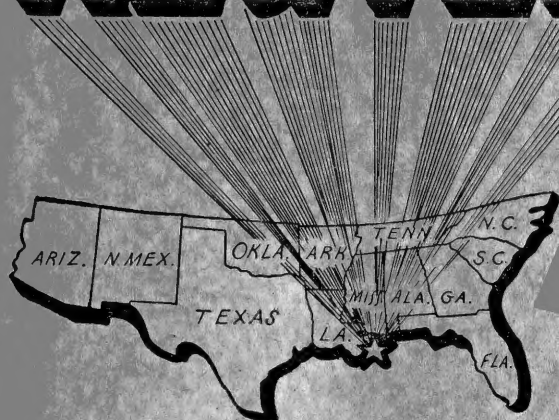 ARIZ.
N.MEX.
OKLA.
ARK.
TENN
N.C.
S.C.
MISS
ALA.
GA.
TEXAS
LA.
FLA.